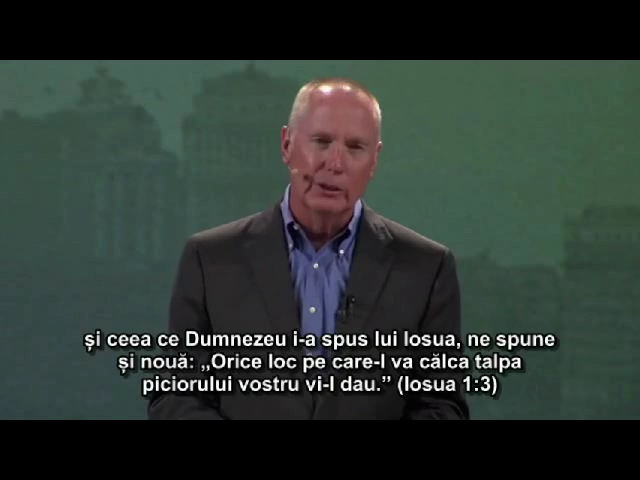 și ceea ce Dumnezeu i-a spus lui Iosua, ne spune
și nouă: „Orice loc pe care-l va călca talpa
piciorului vostru vi-l dau.” (Iosua 1:3)